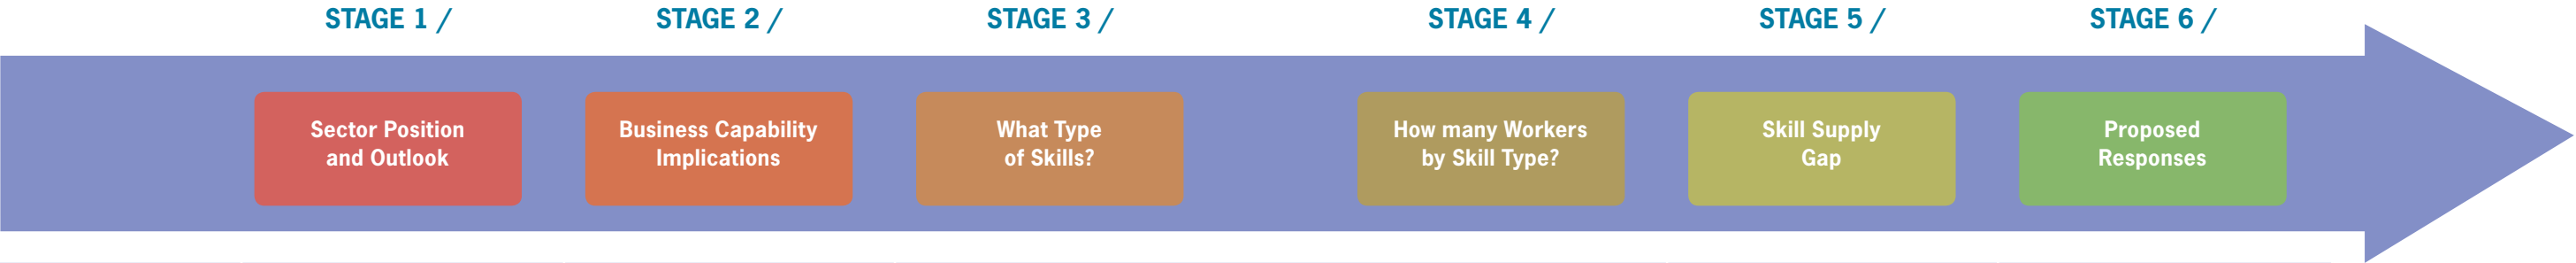 STAGE 1 /
STAGE 2 /
STAGE 3 /
STAGE 4 /
STAGE 5 /
STAGE 6 /
Sector Position
and Outlook
Business Capability
Implications
What Type
of Skills?
How many Workers
by Skill Type?
Skill Supply
Gap
Proposed
Responses